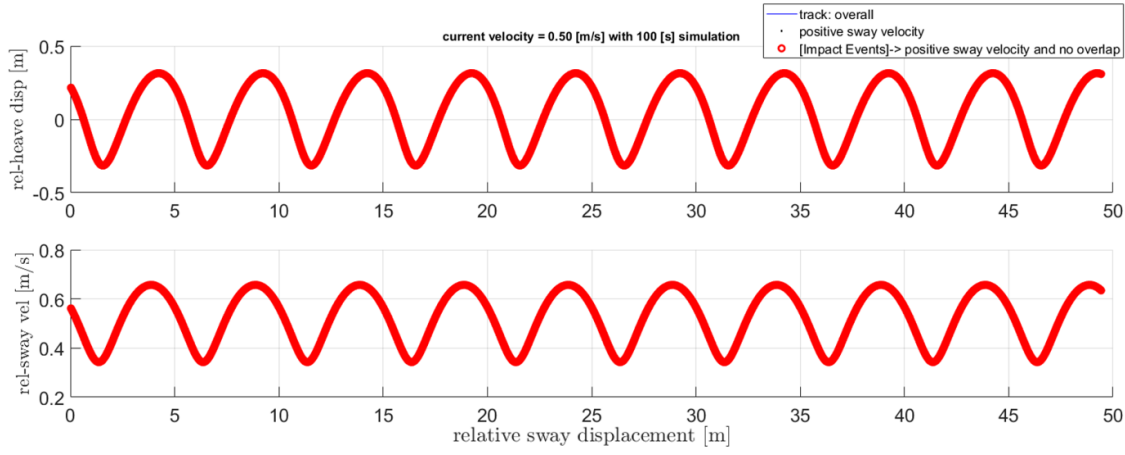 track: overall
positive sway velocity
[Impact Events]-> positive sway velocity and no overlap
current velocity = 0.50 [m/s] with 100 [s] simulation
rel-heave disp [m]
0.5
0
-0.5
0 5 10 15 20 25 30 35 40 45 50
rel-sway vel [m/s]
0.8
0.6
0.4
0.2
0 5 10 15 20 25 30 35 40 45 50
relative sway displacement [m]